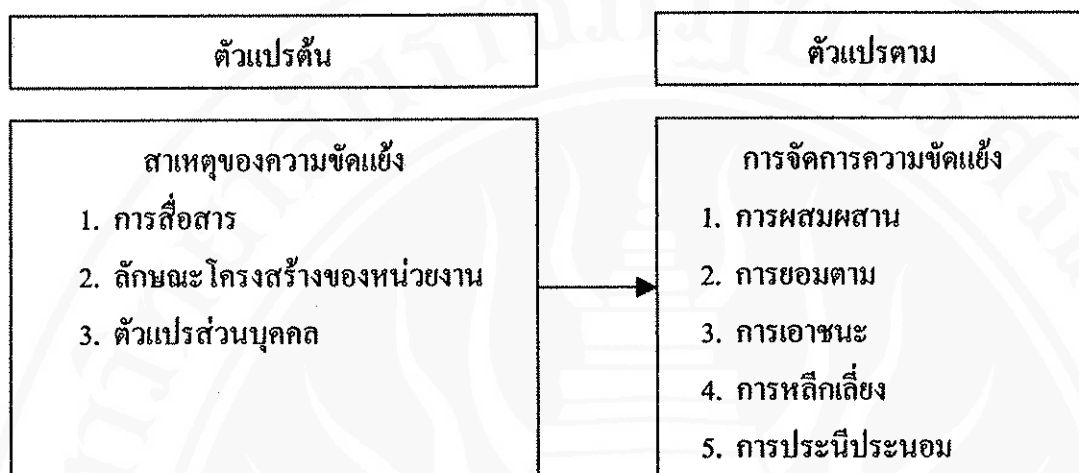 ตัวแปรต้น
ตัวแปรตาม
สาเหตุของความขัดแย้ง
1. การสื่อสาร
2. ลักษณะโครงสร้างของหน่วยงาน
3. ตัวแปรส่วนบุคคล
การจัดการความขัดแย้ง
1. การผสมผสาน
2. การยอมตาม
3. การเอาชนะ
4. การหลีกเลี่ยง
5. การประนีประนอม